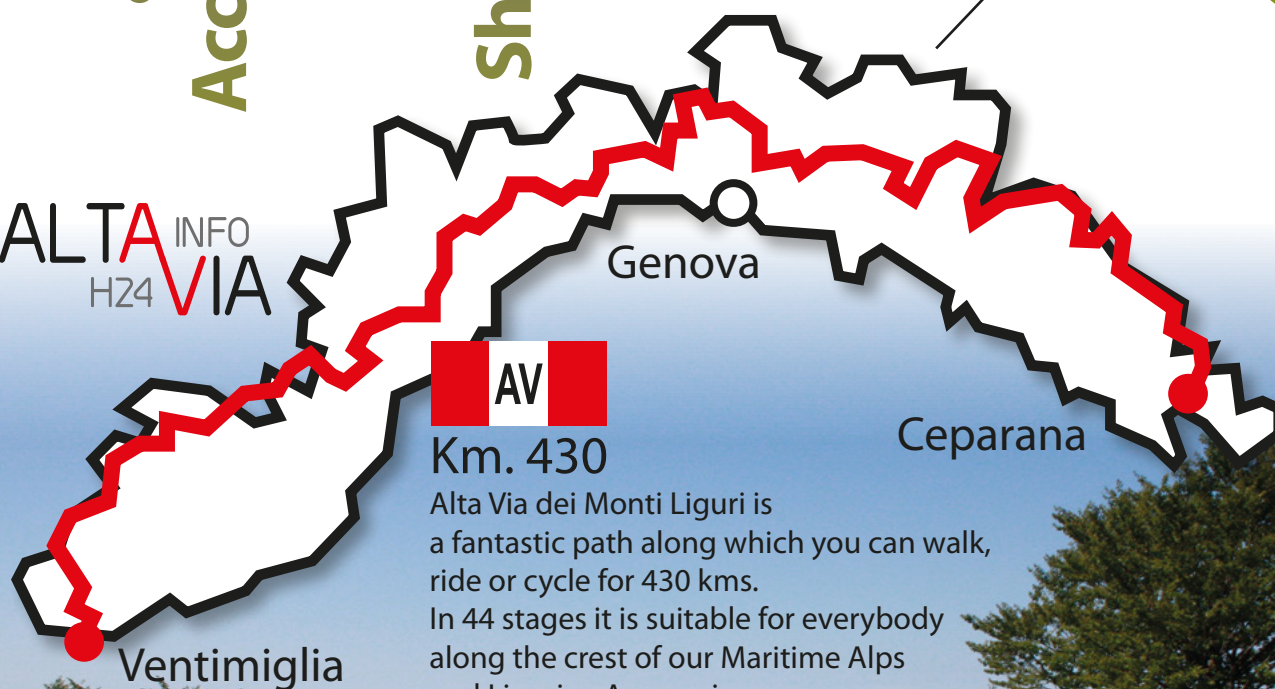 Acc
Sh
ALTA INFO
H24 VIA
Genova
AV
Km. 430
Ceparana
Alta Via dei Monti Liguri is
a fantastic path along which you can walk,
ride or cycle for 430 kms.
In 44 stages it is suitable for everybody
along the crest of our Maritime Alps
Ventimiglia